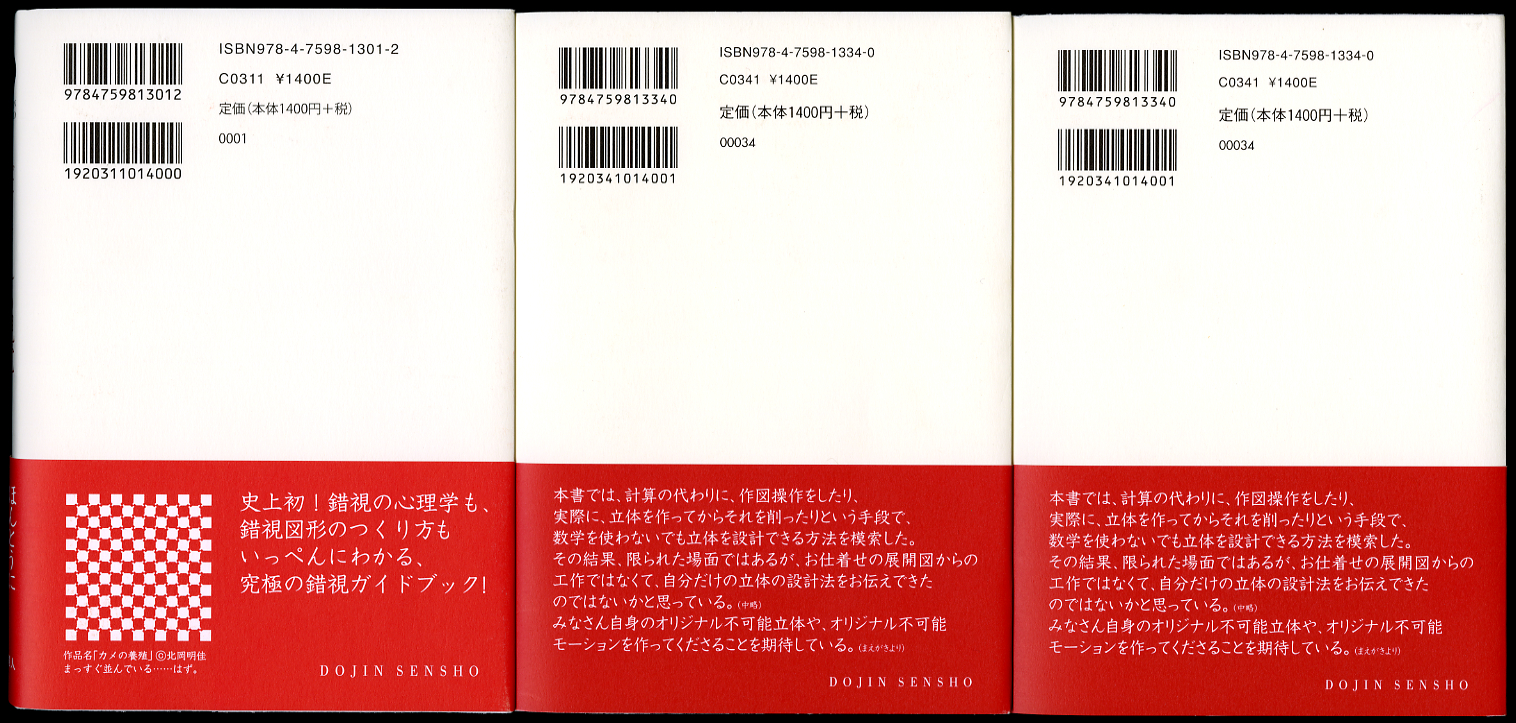 ISBN978-4-7598-1301-2
C0311 ¥1400E
9784759813012
定価(本体1400円+税)
0001
1920311014000
史上初！錯視の心理学も、
錯視図形のつくり方も
いっぺんにわかる、
究極の錯視ガイドブック！
作品名「カメの養殖」©北岡明佳
まっすぐ並んでいる……はず。
DOJIN SENSHO
ほんとうに
ISBN978-4-7598-1334-0
C0341 ¥1400E
9784759813340
定価(本体1400円+税)
00034
1920341014001
本書では、計算の代わりに、作図操作をしたり、
実際に、立体を作ってからそれを削ったりという手段で、
数学を使わないでも立体を設計できる方法を模索した。
その結果、限られた場面ではあるが、お仕着せの展開図からの
工作ではなくて、自分だけの立体の設計法をお伝えできた
のではないかと思っている。(中略)
みなさん自身のオリジナル不可能立体や、オリジナル不可能
モーションを作ってくださることを期待している。(まえがきより)
DOJIN SENSHO
ISBN978-4-7598-1334-0
C0341 ¥1400E
9784759813340
定価(本体1400円+税)
00034
1920341014001
本書では、計算の代わりに、作図操作をしたり、
実際に、立体を作ってからそれを削ったりという手段で、
数学を使わないでも立体を設計できる方法を模索した。
その結果、限られた場面ではあるが、お仕着せの展開図からの
工作ではなくて、自分だけの立体の設計法をお伝えできた
のではないかと思っている。(中略)
みなさん自身のオリジナル不可能立体や、オリジナル不可能
モーションを作ってくださることを期待している。(まえがきより)
DOJIN SENSHO